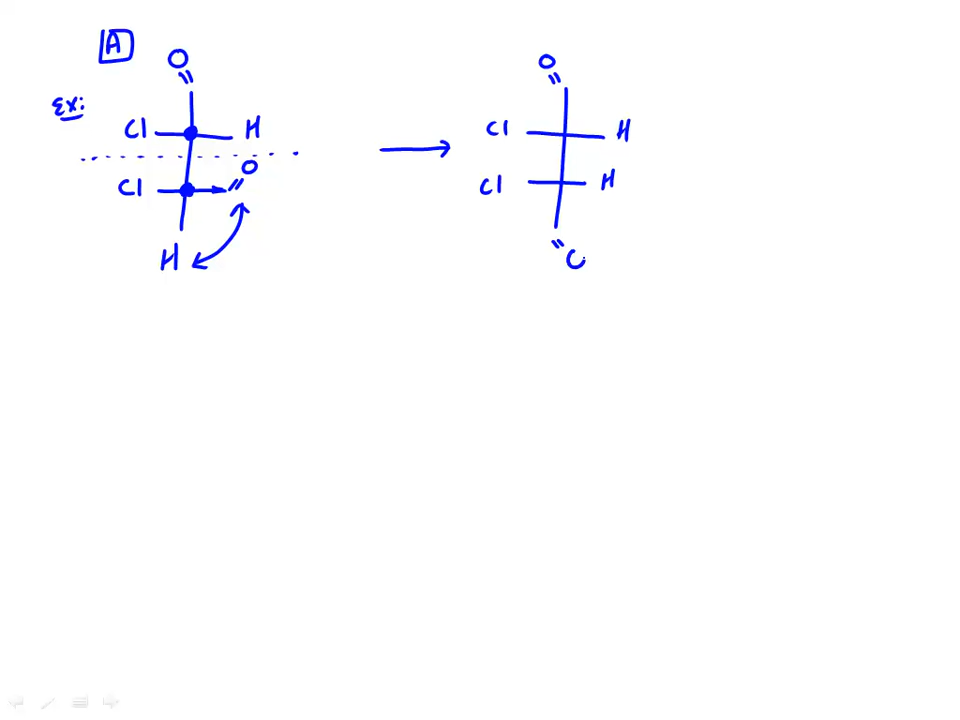 A
O O
Ex:
Cl H Cl H
O
Cl Cl H
H